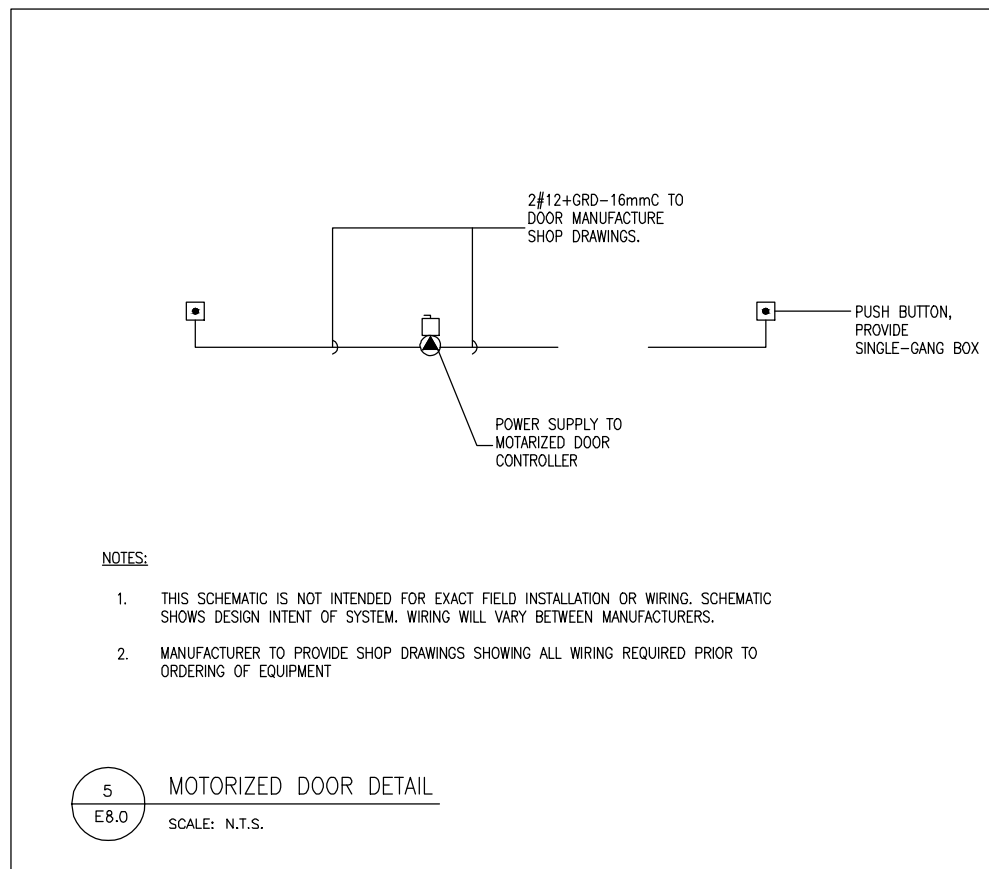 2#12+GRD-16mmC TO
DOOR MANUFACTURE
SHOP DRAWINGS.
PUSH BUTTON,
PROVIDE
SINGLE-GANG BOX
POWER SUPPLY TO
MOTARIZED DOOR
CONTROLLER
NOTES:
1. THIS SCHEMATIC IS NOT INTENDED FOR EXACT FIELD INSTALLATION OR WIRING. SCHEMATIC
SHOWS DESIGN INTENT OF SYSTEM. WIRING WILL VARY BETWEEN MANUFACTURERS.
2. MANUFACTURER TO PROVIDE SHOP DRAWINGS SHOWING ALL WIRING REQUIRED PRIOR TO
ORDERING OF EQUIPMENT
5
E8.0
MOTORIZED DOOR DETAIL
SCALE: N.T.S.